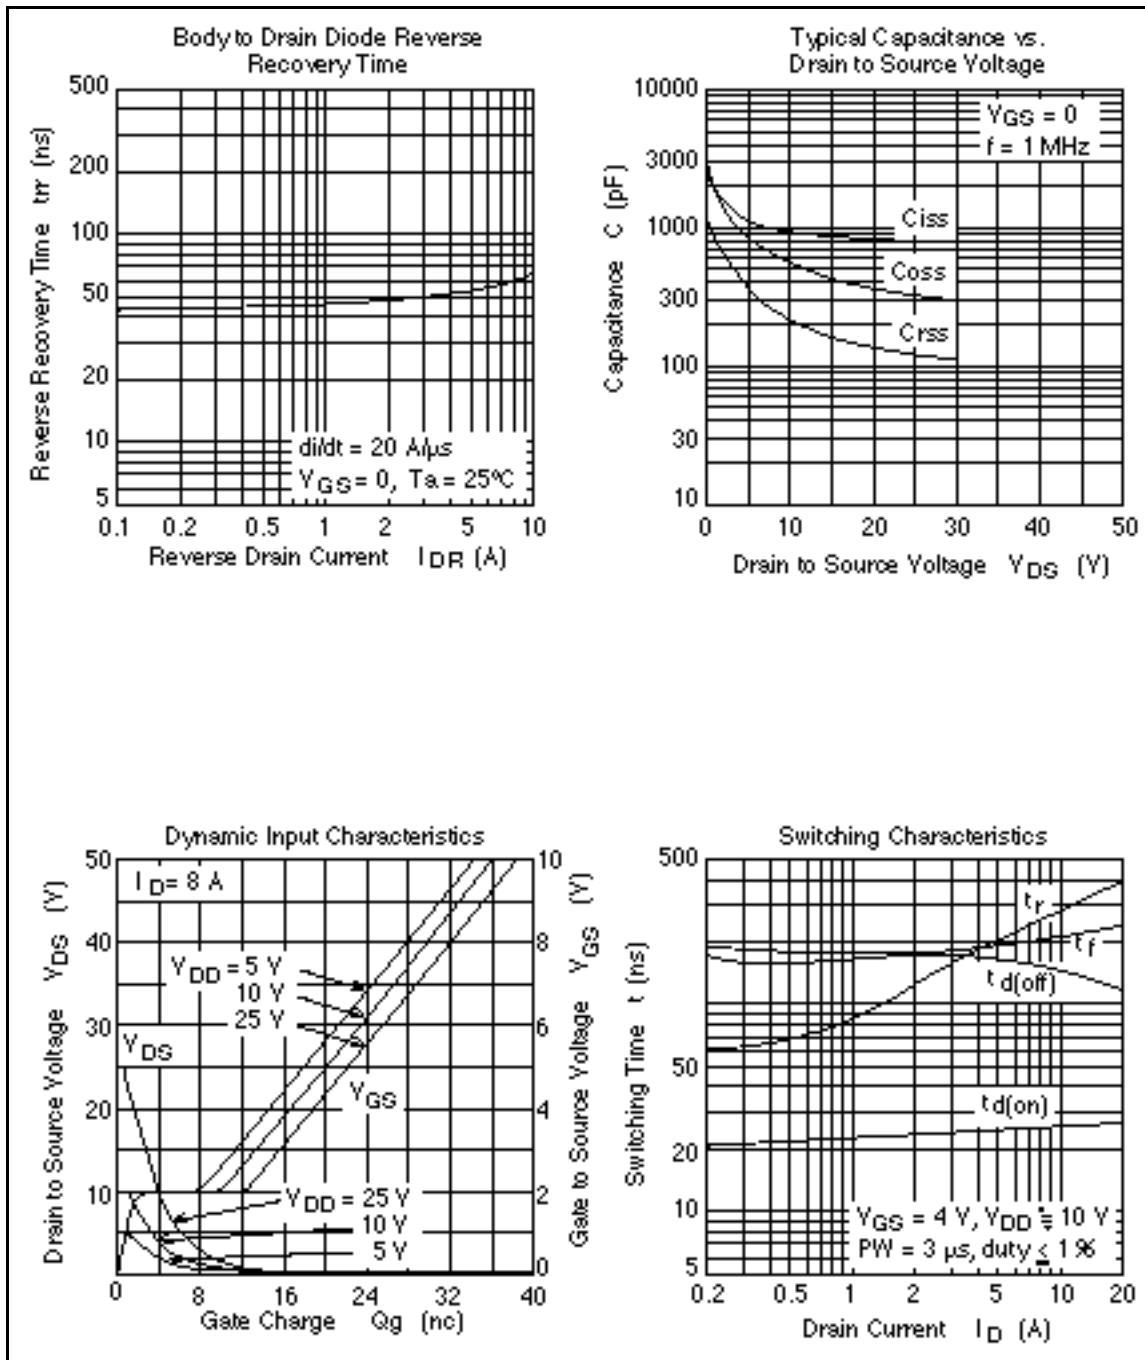 Body to Drain Diode Reverse
Recovery Time
Reverse Recovery Time trr (ns)
500
200
100
50
20
10
5
di/dt = 20 A/µs
VGS = 0, Ta = 25°C
0.1 0.2 0.5 1 2 5 10
Reverse Drain Current IDR (A)
Typical Capacitance vs.
Drain to Source Voltage
Capacitance C (pF)
10000
3000
1000
300
100
30
10
VGS = 0
f = 1 MHz
Ciss
Coss
Crss
0 10 20 30 40 50
Drain to Source Voltage VDS (V)
Dynamic Input Characteristics
Drain to Source Voltage VDS (V)
50
40
30
20
10
0
ID = 8 A
VDD = 5 V
10 V
25 V
VDS
VGS
VDD = 25 V
10 V
5 V
10
8
6
4
2
0
Gate to Source Voltage VGS (V)
0 8 16 24 32 40
Gate Charge Qg (nc)
Switching Characteristics
Switching Time t (ns)
500
50
20
10
5
tr
tf
td(off)
td(on)
VGS = 4 V, VDD = 10 V
PW = 3 µs, duty ≤ 1 %
0.2 0.5 1 2 5 10 20
Drain Current ID (A)